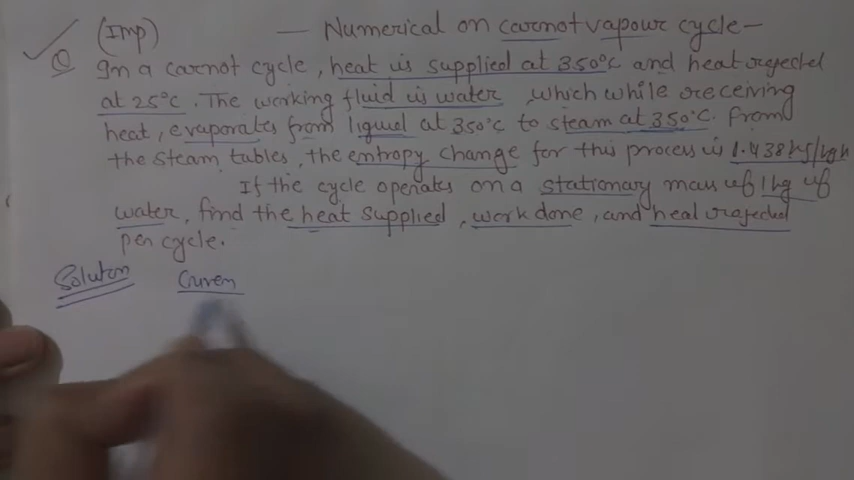 (Imp) — Numerical on carnot vapour cycle —
Q In a carnot cycle, heat is supplied at 350°c and heat rejected
at 25°c. The working fluid is water, which while receiving
heat, evaporates from liquid at 350°c to steam at 350°C. From
the steam tables, the entropy change for this process is 1.438 kJ/kgK
If the cycle operates on a stationary mass of 1 kg of
water, find the heat supplied, work done, and heat rejected
per cycle.
Solution Given